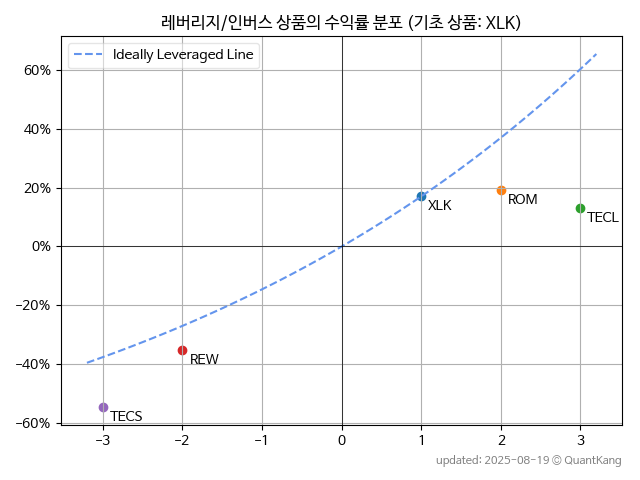 레버리지/인버스 상품의 수익률 분포 (기초 상품: XLK)
Ideally Leveraged Line
60%
40%
20%
0%
−20%
−40%
−60%
XLK
ROM
TECL
REW
TECS
−3
−2
−1
0
1
2
3
updated: 2025-08-19 © QuantKang